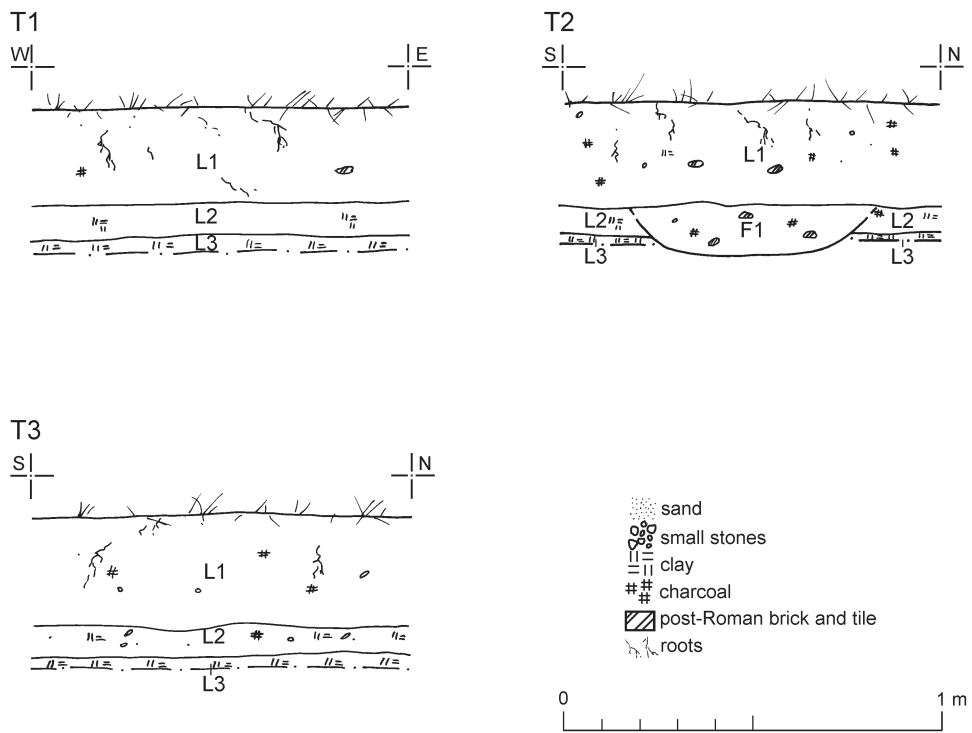 T1
W E
L1
L2
L3
T2
S N
L1
L2 F1 L2
L3 L3
T3
S N
L1
L2
L3
sand
small stones
clay
charcoal
post-Roman brick and tile
roots
0 1 m